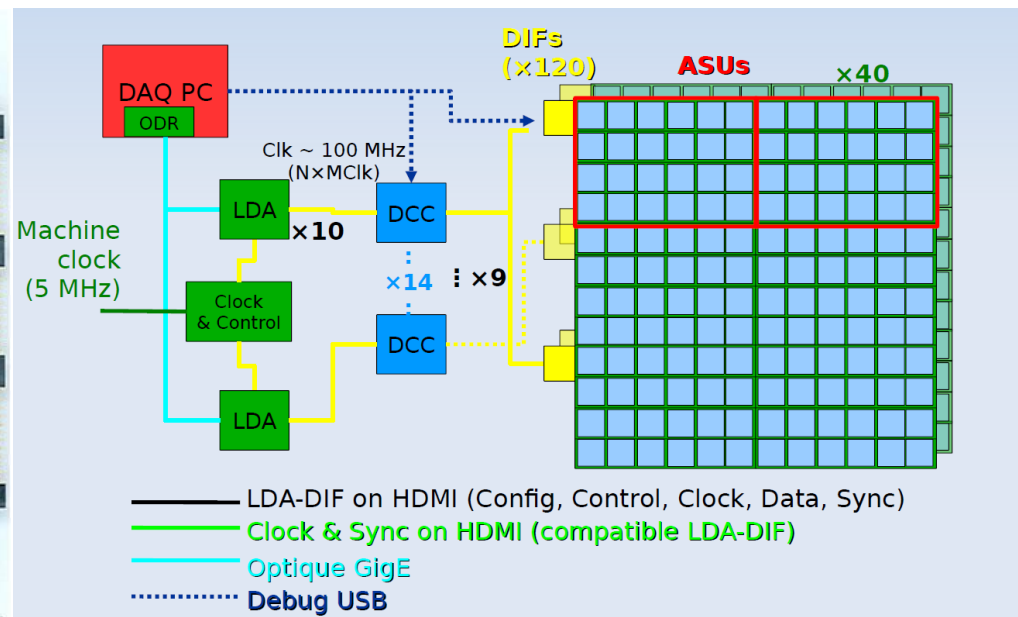 DIFs
(×120)
ASUs
×40
DAQ PC
ODR
Clk ~ 100 MHz
(N×MClk)
LDA
×10
DCC
Machine
clock
(5 MHz)
×14
⋮ ×9
Clock
& Control
DCC
LDA
LDA-DIF on HDMI (Config, Control, Clock, Data, Sync)
Clock & Sync on HDMI (compatible LDA-DIF)
Optique GigE
Debug USB